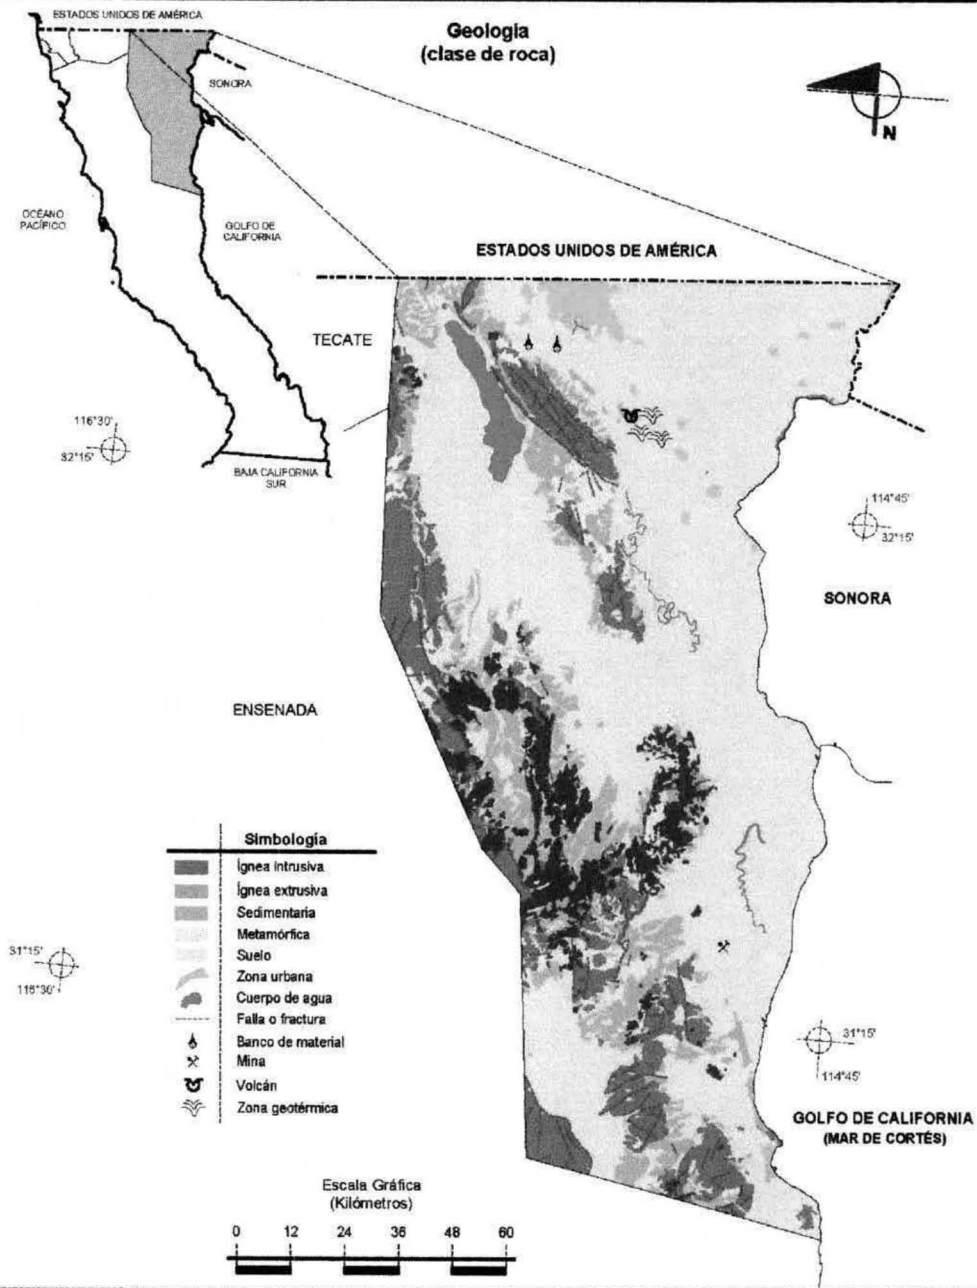 Geología
(clase de roca)
ESTADOS UNIDOS DE AMÉRICA
SONORA
OCÉANO
PACÍFICO
GOLFO DE
CALIFORNIA
BAJA CALIFORNIA
SUR
N
ESTADOS UNIDOS DE AMÉRICA
TECATE
116°30'
32°15'
114°45'
32°15'
SONORA
ENSENADA
Simbología
Ígnea intrusiva
Ígnea extrusiva
Sedimentaria
Metamórfica
Suelo
Zona urbana
Cuerpo de agua
Falla o fractura
Banco de material
Mina
Volcán
Zona geotérmica
31°15'
116°30'
31°15'
114°45'
GOLFO DE CALIFORNIA
(MAR DE CORTÉS)
Escala Gráfica
(Kilómetros)
0 12 24 36 48 60